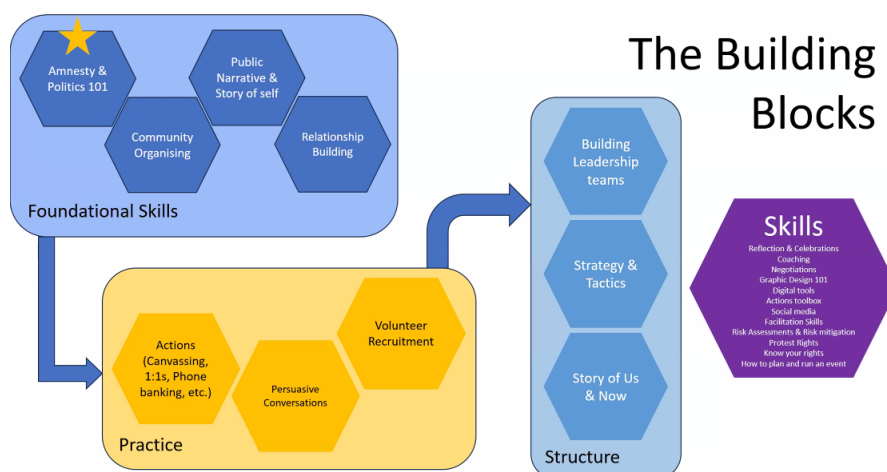 The Building
Blocks
Amnesty &
Politics 101
Public
Narrative &
Story of self
Community
Organising
Relationship
Building
Foundational Skills
Actions
(Canvassing,
1:1s, Phone
banking, etc.)
Persuasive
Conversations
Volunteer
Recruitment
Practice
Building
Leadership
teams
Strategy &
Tactics
Story of Us
& Now
Structure
Skills
Reflection & Celebrations
Coaching
Negotiations
Graphic Design 101
Digital tools
Actions toolbox
Social media
Facilitation Skills
Risk Assessments & Risk mitigation
Protest Rights
Know your rights
How to plan and run an event